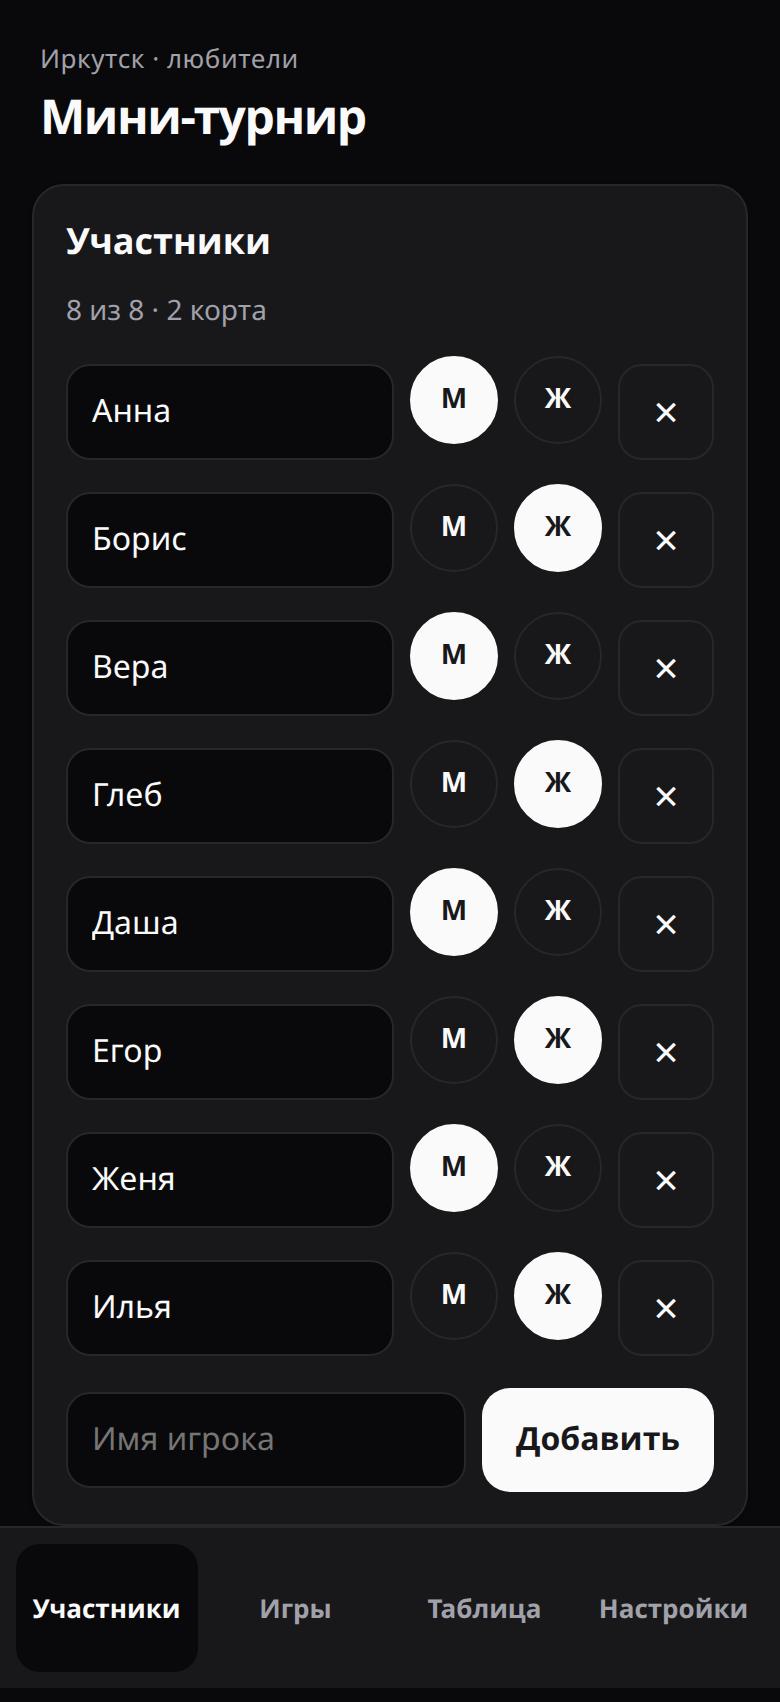 Иркутск · любители
Мини-турнир
Участники
8 из 8 · 2 корта
Анна М Ж ✕
Борис М Ж ✕
Вера М Ж ✕
Глеб М Ж ✕
Даша М Ж ✕
Егор М Ж ✕
Женя М Ж ✕
Илья М Ж ✕
Имя игрока Добавить
Участники Игры Таблица Настройки